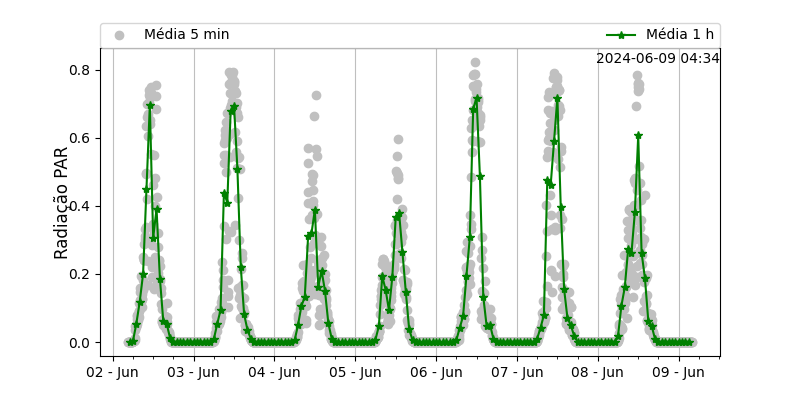 Média 5 min
Média 1 h
2024-06-09 04:34
Radiação PAR
0.8
0.6
0.4
0.2
0.0
02 - Jun
03 - Jun
04 - Jun
05 - Jun
06 - Jun
07 - Jun
08 - Jun
09 - Jun